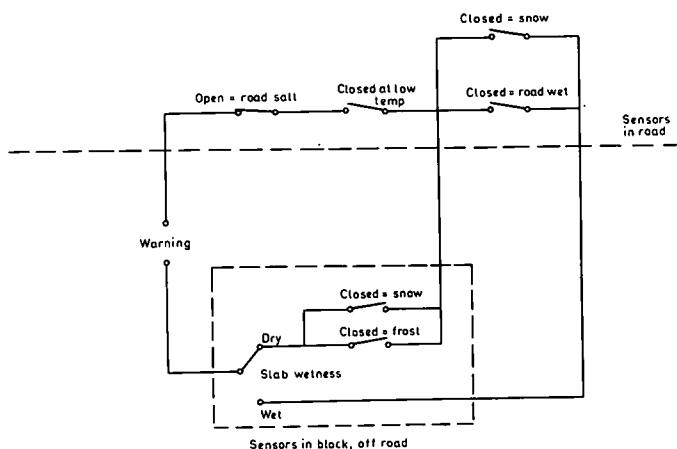 Closed = snow
Open = road salt
Closed at low
temp
Closed = road wet
Sensors
in road
Warning
Closed = snow
Dry
Closed = frost
Slab wetness
Wet
Sensors in block, off road